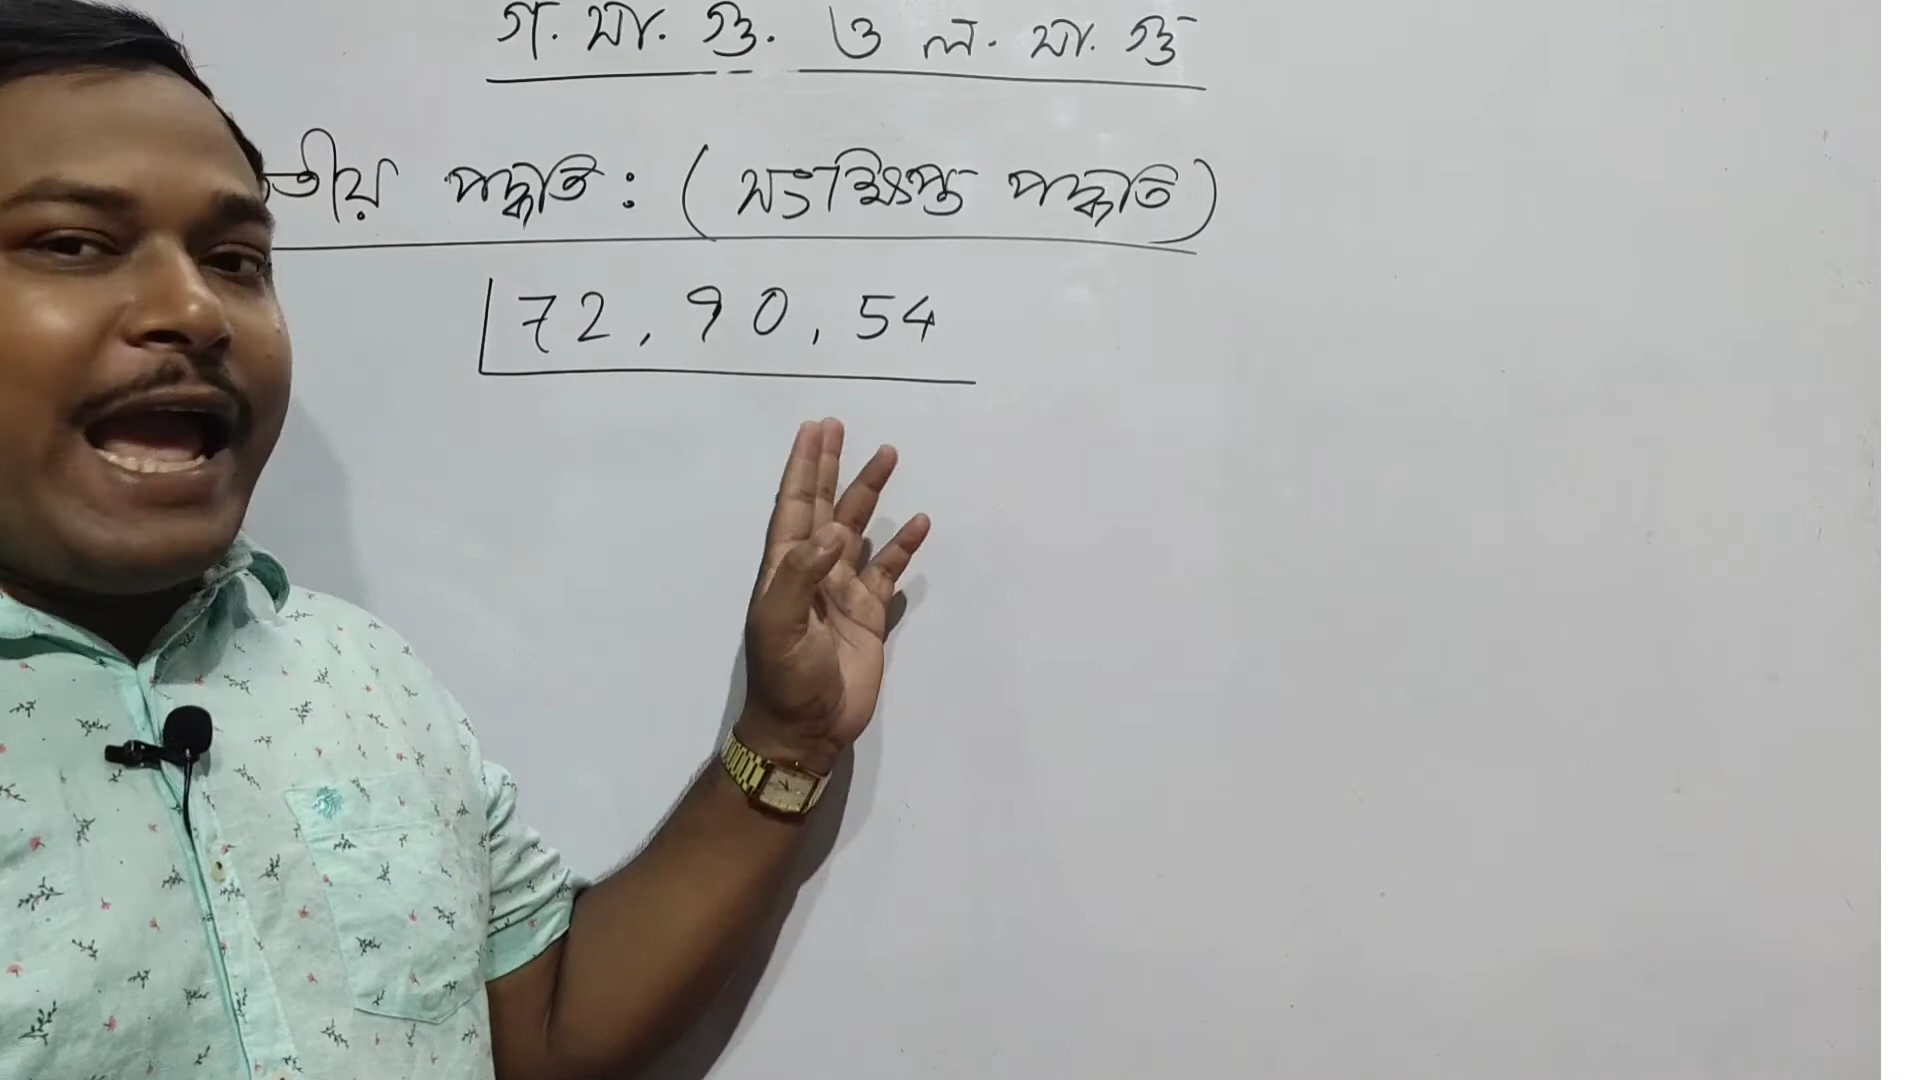 গ. সা. গু. ও ল. সা. গু
তীয় পদ্ধতি : ( সংক্ষিপ্ত পদ্ধতি )
72 , 90 , 54